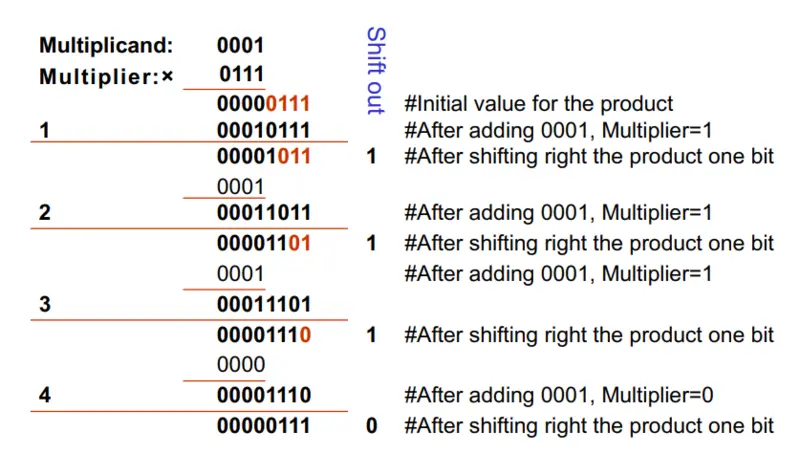 Multiplicand: 0001
Shift out
Multiplier:× 0111
00000111 #Initial value for the product
1 00010111 #After adding 0001, Multiplier=1
00001011 1 #After shifting right the product one bit
0001
2 00011011 #After adding 0001, Multiplier=1
00001101 1 #After shifting right the product one bit
0001 #After adding 0001, Multiplier=1
3 00011101
00001110 1 #After shifting right the product one bit
0000
4 00001110 #After adding 0001, Multiplier=0
00000111 0 #After shifting right the product one bit